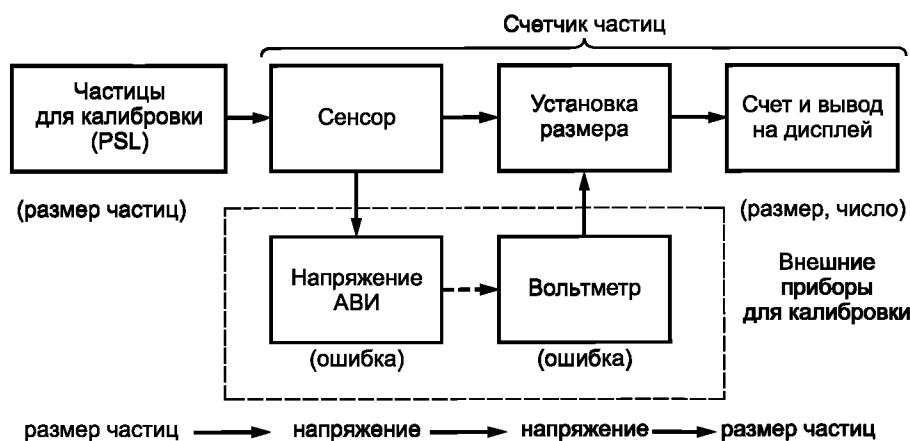 Счетчик частиц
Частицы
для калибровки
(PSL)
Сенсор
Установка
размера
Счет и вывод
на дисплей
(размер частиц)
(размер, число)
Напряжение
АВИ
Вольтметр
Внешние
приборы
для калибровки
(ошибка)
(ошибка)
размер частиц
напряжение
напряжение
размер частиц